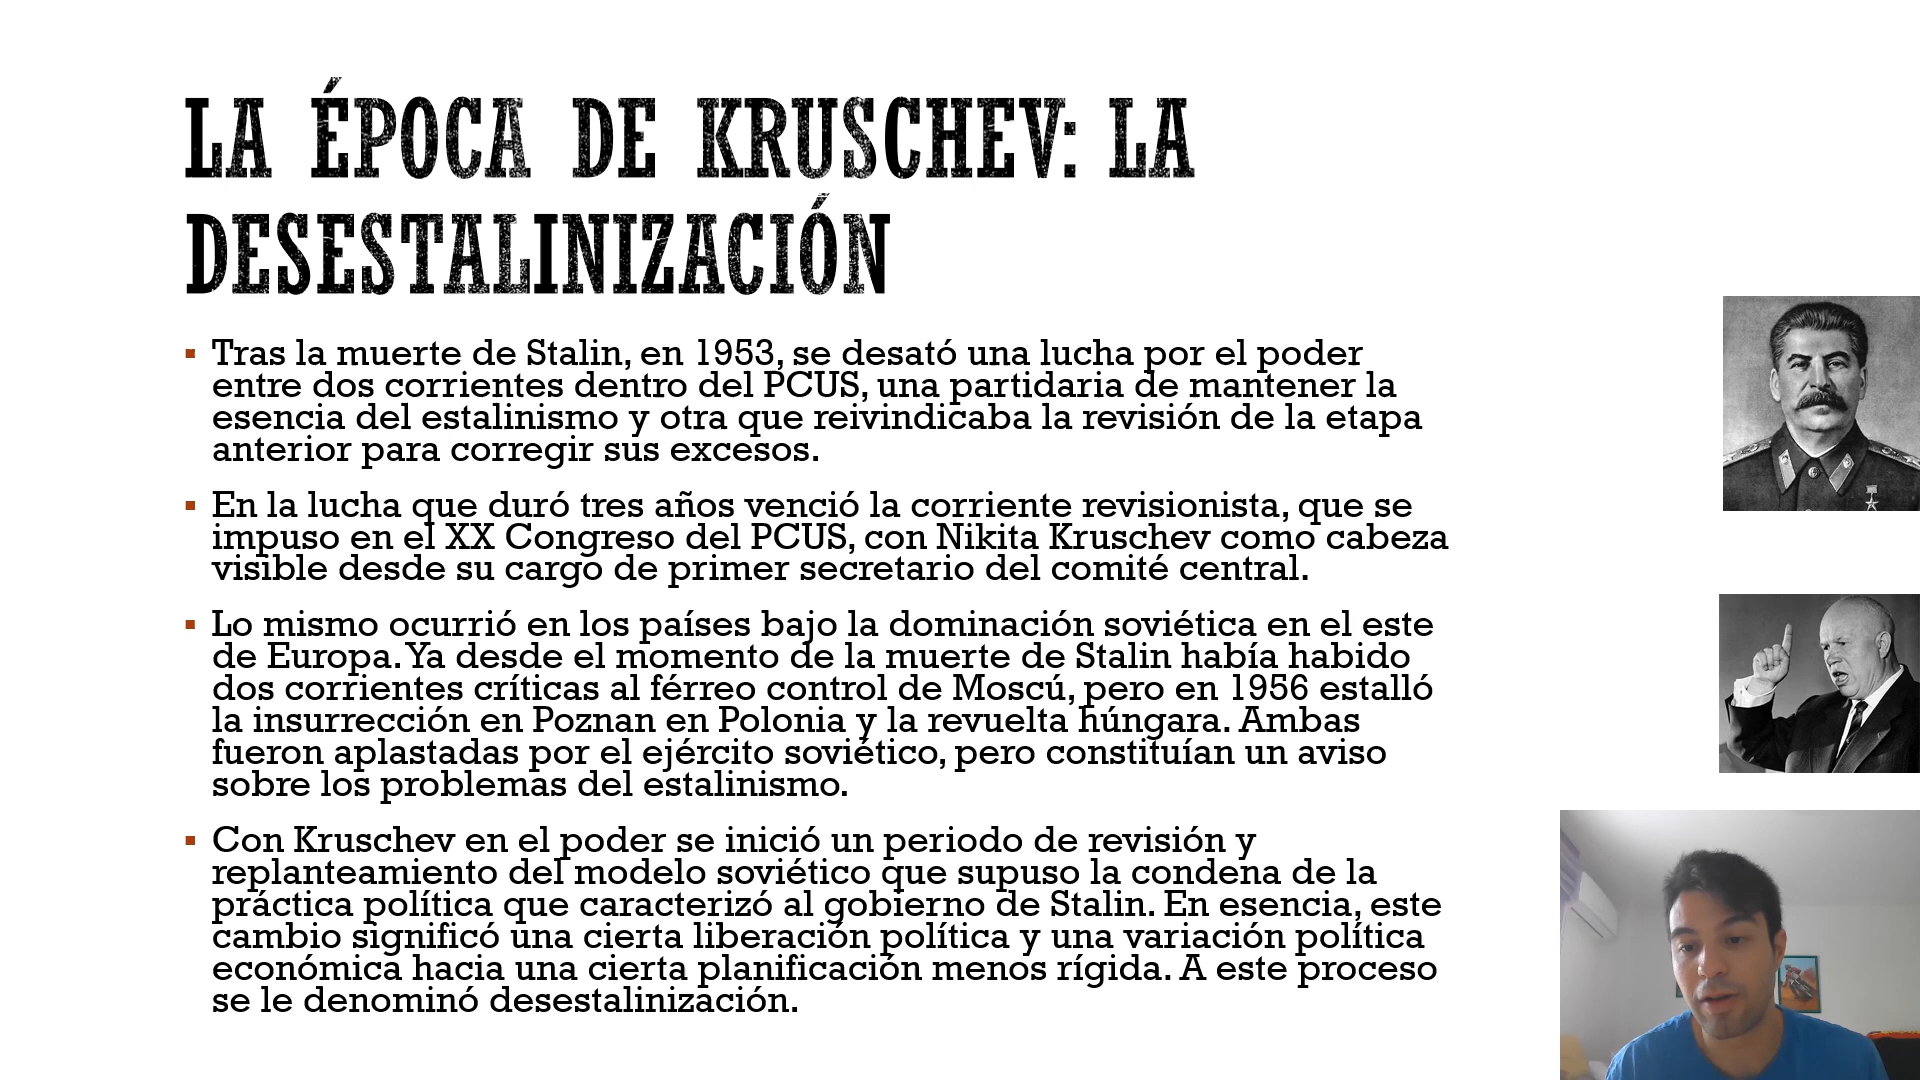 LA ÉPOCA DE KRUSCHEV: LA
DESESTALINIZACIÓN
▪ Tras la muerte de Stalin, en 1953, se desató una lucha por el poder
entre dos corrientes dentro del PCUS, una partidaria de mantener la
esencia del estalinismo y otra que reivindicaba la revisión de la etapa
anterior para corregir sus excesos.
▪ En la lucha que duró tres años venció la corriente revisionista, que se
impuso en el XX Congreso del PCUS, con Nikita Kruschev como cabeza
visible desde su cargo de primer secretario del comité central.
▪ Lo mismo ocurrió en los países bajo la dominación soviética en el este
de Europa. Ya desde el momento de la muerte de Stalin había habido
dos corrientes críticas al férreo control de Moscú, pero en 1956 estalló
la insurrección en Poznan en Polonia y la revuelta húngara. Ambas
fueron aplastadas por el ejército soviético, pero constituían un aviso
sobre los problemas del estalinismo.
▪ Con Kruschev en el poder se inició un periodo de revisión y
replanteamiento del modelo soviético que supuso la condena de la
práctica política que caracterizó al gobierno de Stalin. En esencia, este
cambio significó una cierta liberación política y una variación política
económica hacia una cierta planificación menos rígida. A este proceso
se le denominó desestalinización.